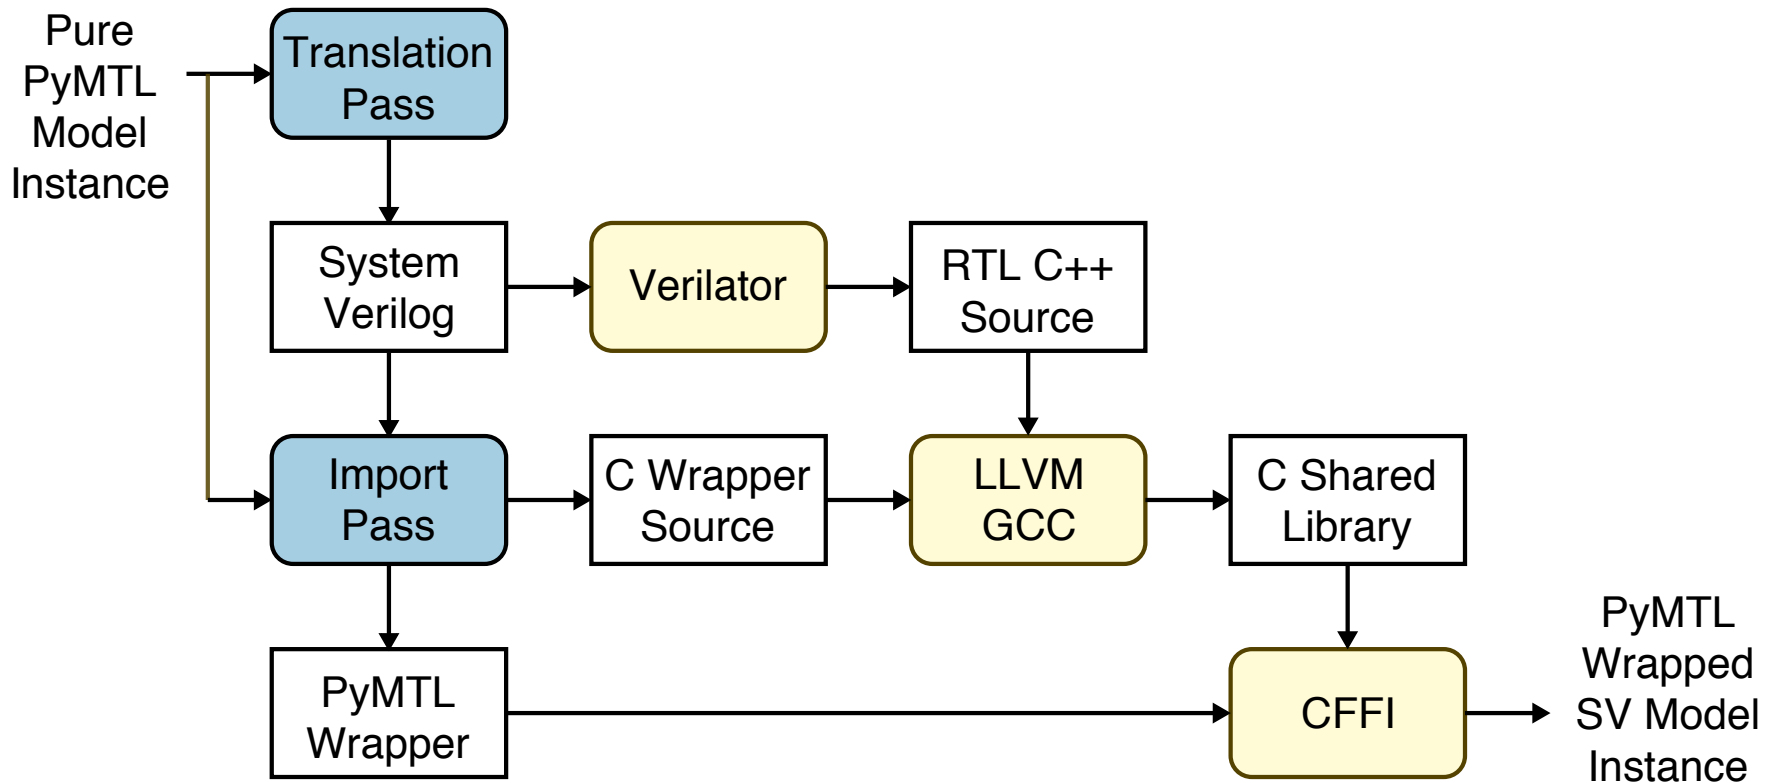 Pure
PyMTL
Model
Instance
Translation
Pass
System
Verilog
Verilator
RTL C++
Source
Import
Pass
C Wrapper
Source
LLVM
GCC
C Shared
Library
PyMTL
Wrapper
CFFI
PyMTL
Wrapped
SV Model
Instance